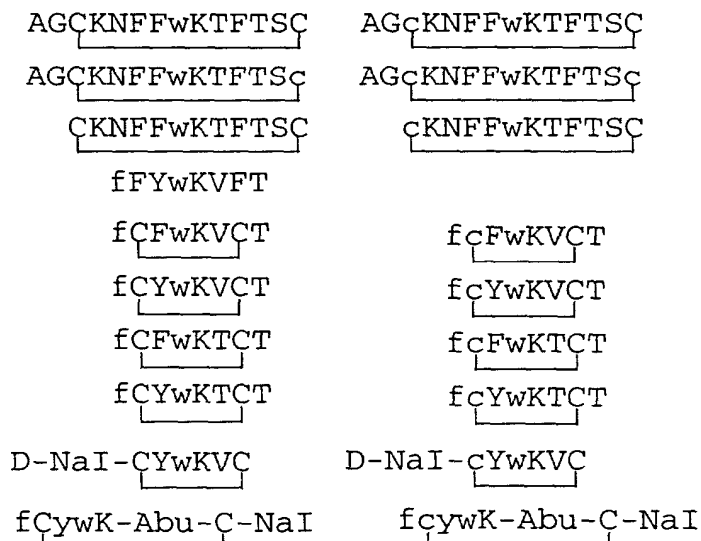 AGCKNFFwKTFTSC AGcKNFFwKTFTSC
AGCKNFFwKTFTSc AGcKNFFwKTFTSc
CKNFFwKTFTSC cKNFFwKTFTSC
fFYwKVFT
fCFwKVCT fcFwKVCT
fCYwKVCT fcYwKVCT
fCFwKTCT fcFwKTCT
fCYwKTCT fcYwKTCT
D-NaI-CYwKVC D-NaI-cYwKVC
fCywK-Abu-C-NaI fcywK-Abu-C-NaI